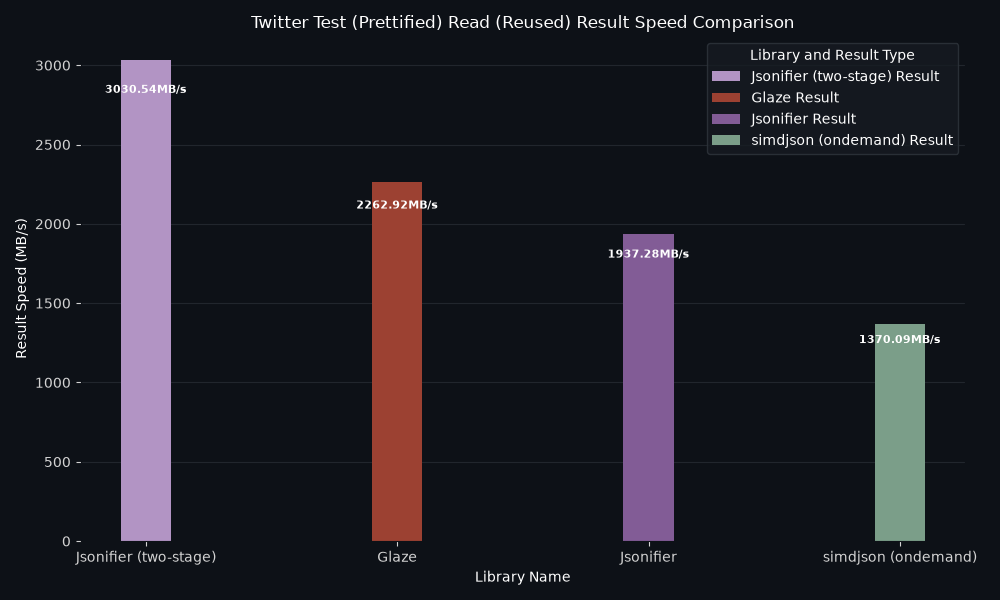 Twitter Test (Prettified) Read (Reused) Result Speed Comparison
Library and Result Type
Jsonifier (two-stage) Result
Glaze Result
Jsonifier Result
simdjson (ondemand) Result
Result Speed (MB/s)
3000
2500
2000
1500
1000
500
0
3030.54MB/s
2262.92MB/s
1937.28MB/s
1370.09MB/s
Jsonifier (two-stage)
Glaze
Jsonifier
simdjson (ondemand)
Library Name